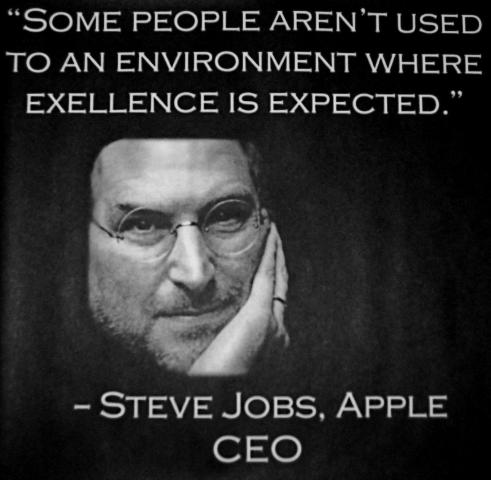 “SOME PEOPLE AREN’T USED
TO AN ENVIRONMENT WHERE
EXELLENCE IS EXPECTED.”
– STEVE JOBS, APPLE
CEO